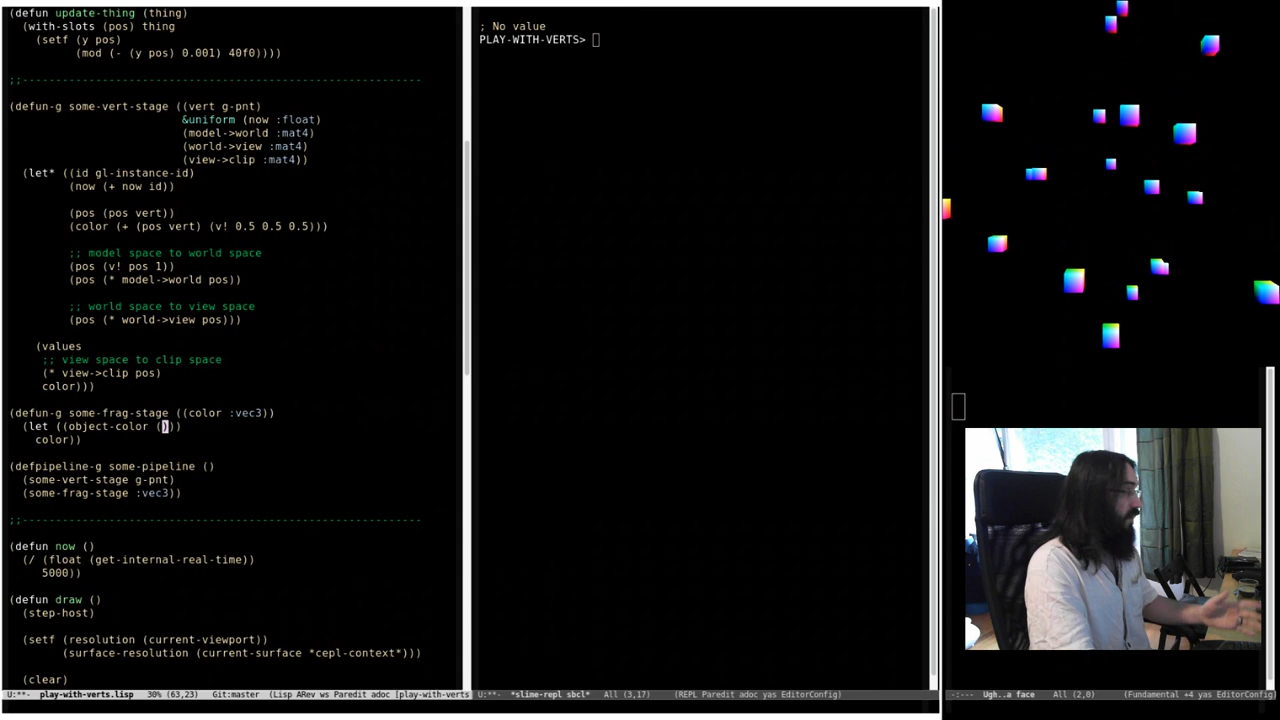 (defun update-thing (thing)
  (with-slots (pos) thing
    (setf (y pos)
          (mod (- (y pos) 0.001) 40f0))))
;;------------------------------------------------------------
(defun-g some-vert-stage ((vert g-pnt)
                          &uniform (now :float)
                          (model->world :mat4)
                          (world->view :mat4)
                          (view->clip :mat4))
  (let* ((id gl-instance-id)
         (now (+ now id))
         (pos (pos vert))
         (color (+ (pos vert) (v! 0.5 0.5 0.5)))
         ;; model space to world space
         (pos (v! pos 1))
         (pos (* model->world pos))
         ;; world space to view space
         (pos (* world->view pos)))
    (values
     ;; view space to clip space
     (* view->clip pos)
     color)))
(defun-g some-frag-stage ((color :vec3))
  (let ((object-color ()))
    color))
(defpipeline-g some-pipeline ()
  (some-vert-stage g-pnt)
  (some-frag-stage :vec3))
;;------------------------------------------------------------
(defun now ()
  (/ (float (get-internal-real-time))
     5000))
(defun draw ()
  (step-host)
  (setf (resolution (current-viewport))
        (surface-resolution (current-surface *cepl-context*)))
  (clear)
U:**-  play-with-verts.lisp   30% (63,23)   Git:master  (Lisp ARev ws Paredit adoc [play-with-verts
; No value
PLAY-WITH-VERTS>
U:**-  *slime-repl sbcl*   All (3,17)     (REPL Paredit adoc yas EditorConfig)
-:---  Ugh..a face    All (2,0)     (Fundamental +4 yas EditorConfig)